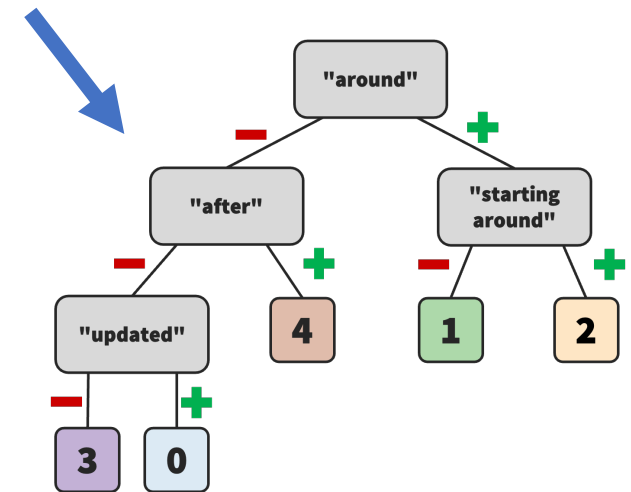 "around"
"after"
"starting
around"
"updated"
4
1
2
3
0